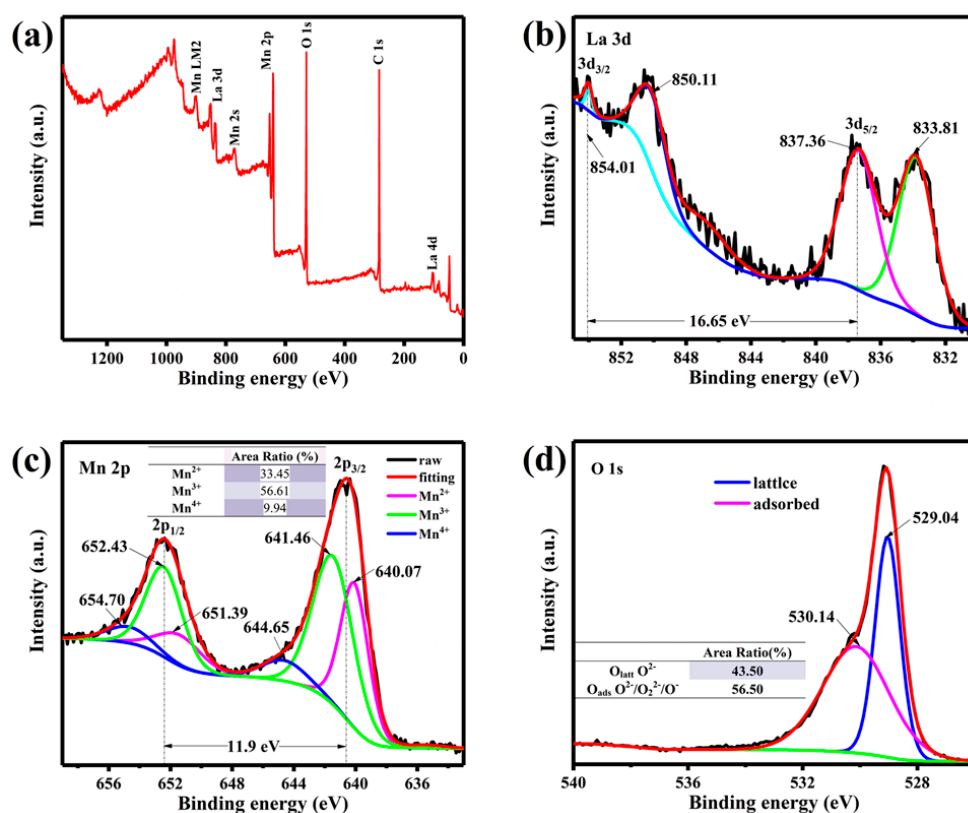 (a)
Mn LM2
La 3d
Mn 2s
Mn 2p
O 1s
C 1s
La 4d
Intensity (a.u.)
1200 1000 800 600 400 200 0
Binding energy (eV)
(b)
La 3d
3d3/2
850.11
854.01
837.36
3d5/2
833.81
16.65 eV
Intensity (a.u.)
852 848 844 840 836 832
Binding energy (eV)
(c)
Mn 2p
Area Ratio (%)
Mn2+ 33.45
Mn3+ 56.61
Mn4+ 9.94
2p3/2
raw
fitting
Mn2+
Mn3+
Mn4+
2p1/2
652.43
654.70
651.39
641.46
640.07
644.65
11.9 eV
Intensity (a.u.)
656 652 648 644 640 636
Binding energy (eV)
(d)
O 1s
lattIce
adsorbed
529.04
530.14
Area Ratio(%)
Olatt O2- 43.50
Oads O2-/O22-/O- 56.50
Intensity (a.u.)
540 536 532 528
Binding energy (eV)